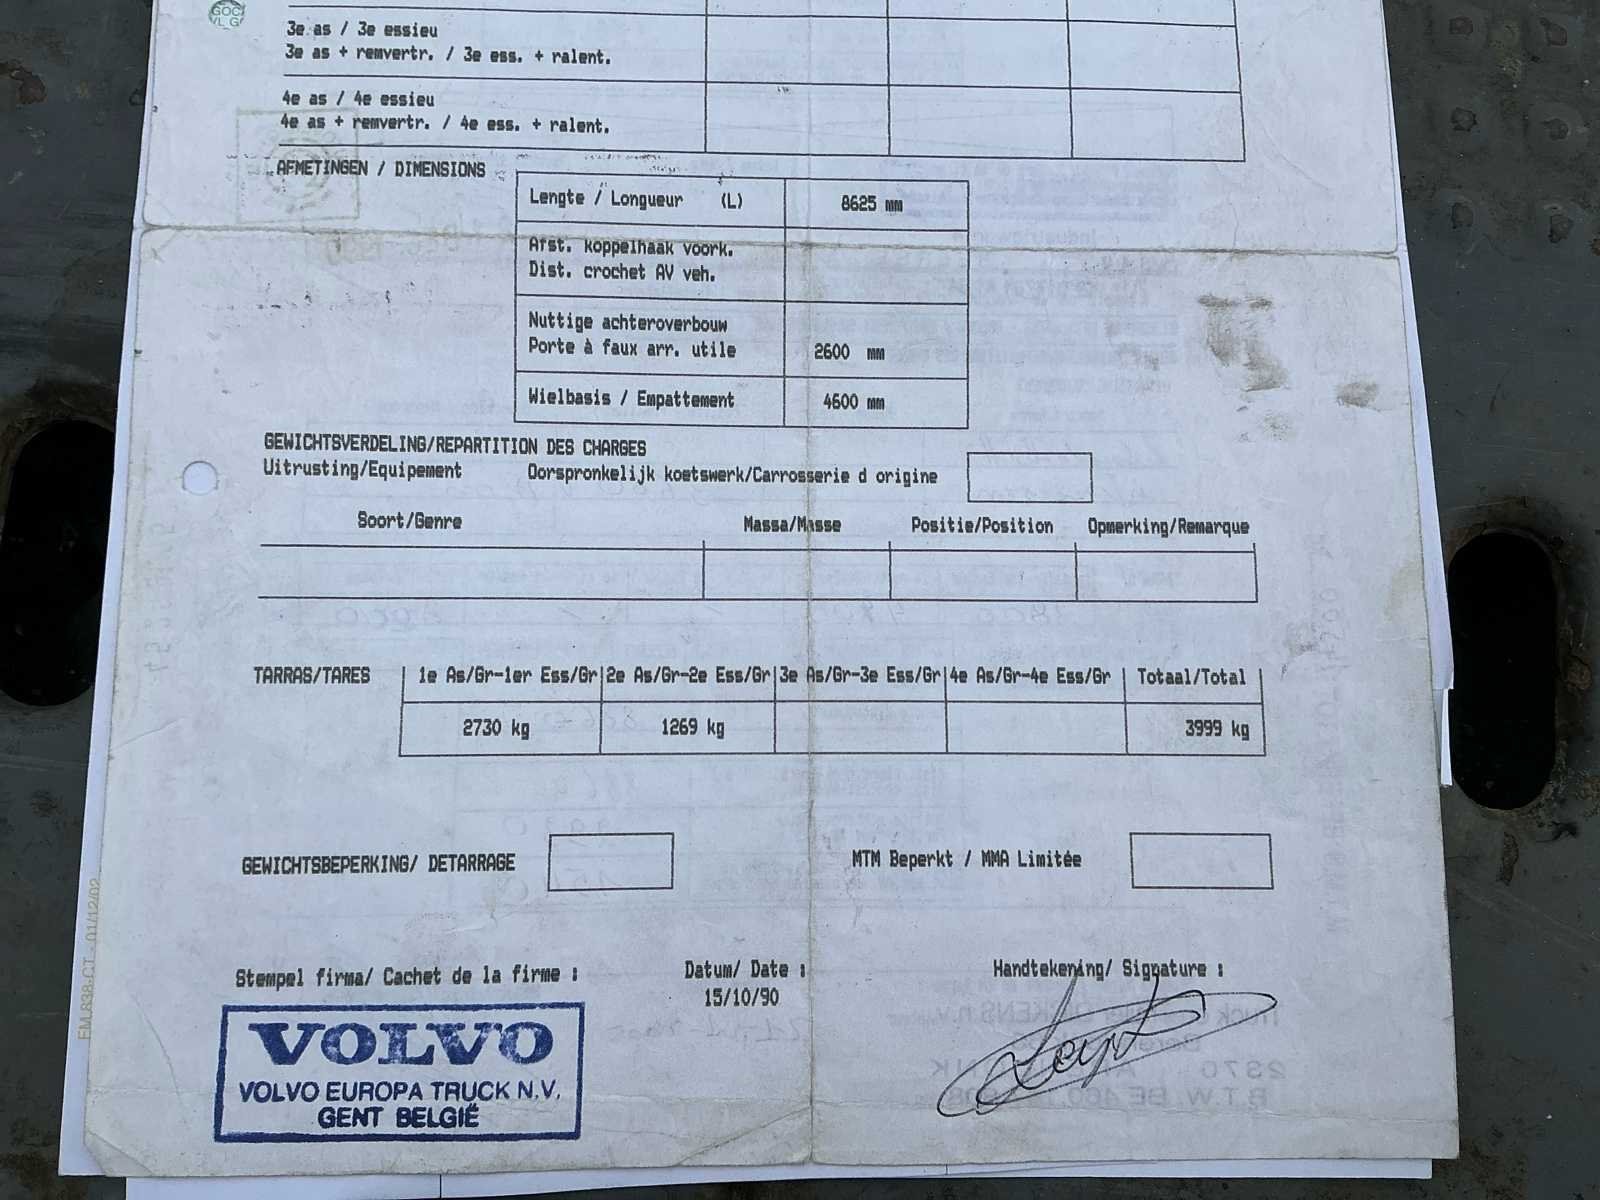 3e as / 3e essieu
3e as + remvertr. / 3e ess. + ralent.
4e as / 4e essieu
4e as + remvertr. / 4e ess. + ralent.
AFMETINGEN / DIMENSIONS
Lengte / Longueur (L) 8625 mm
Afst. koppelhaak voork.
Dist. crochet AV veh.
Nuttige achteroverbouw
Porte à faux arr. utile 2600 mm
Wielbasis / Empattement 4600 mm
GEWICHTSVERDELING/REPARTITION DES CHARGES
Uitrusting/Equipement Oorspronkelijk koetswerk/Carrosserie d origine
Soort/Genre Massa/Masse Positie/Position Opmerking/Remarque
TARRAS/TARES 1e As/Gr-1er Ess/Gr 2e As/Gr-2e Ess/Gr 3e As/Gr-3e Ess/Gr 4e As/Gr-4e Ess/Gr Totaal/Total
2730 kg 1269 kg 3999 kg
GEWICHTSBEPERKING/ DETARRAGE MTM Beperkt / MMA Limitée
Stempel firma/ Cachet de la firme : Datum/ Date : Handtekening/ Signature :
15/10/90
VOLVO
VOLVO EUROPA TRUCK N.V.
GENT BELGIË
FM.838.CT - 01/12/02